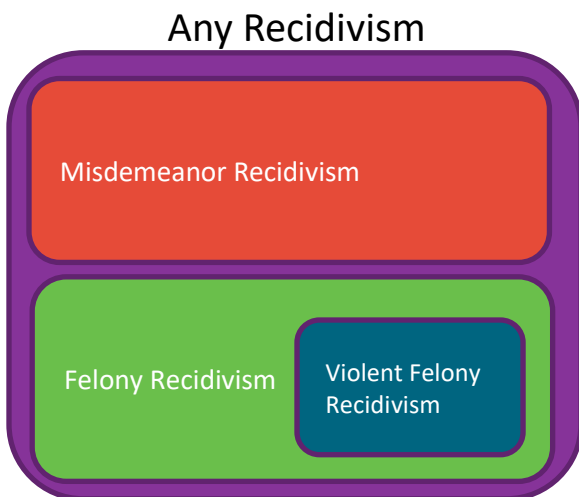 Any Recidivism
Misdemeanor Recidivism
Felony Recidivism
Violent Felony
Recidivism